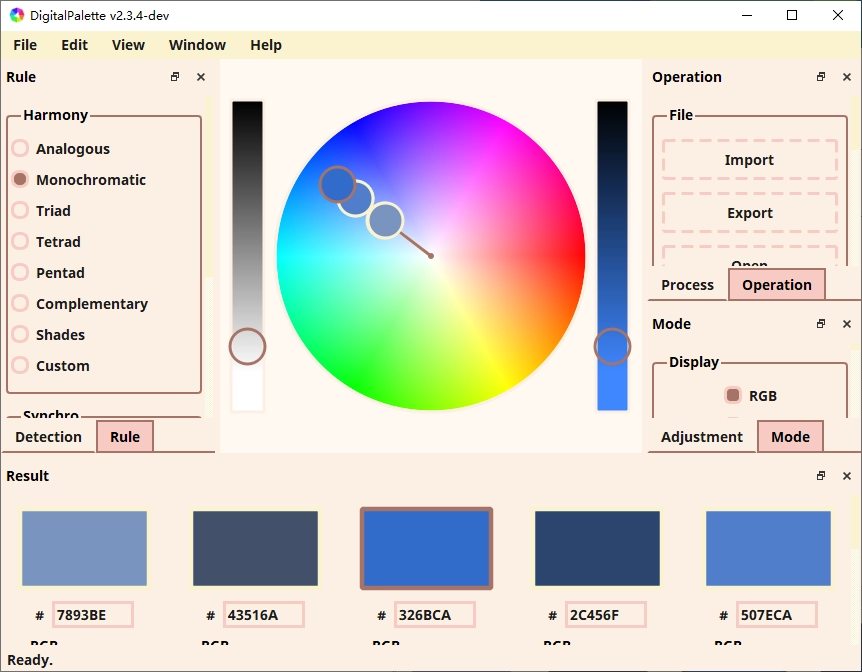 DigitalPalette v2.3.4-dev
File Edit View Window Help
Rule
Harmony
Analogous
Monochromatic
Triad
Tetrad
Pentad
Complementary
Shades
Custom
Synchro
Detection Rule
Operation
File
Import
Export
Open
Process Operation
Mode
Display
RGB
Adjustment Mode
Result
# 7893BE # 43516A # 326BCA # 2C456F # 507ECA
RGB RGB RGB RGB RGB
Ready.